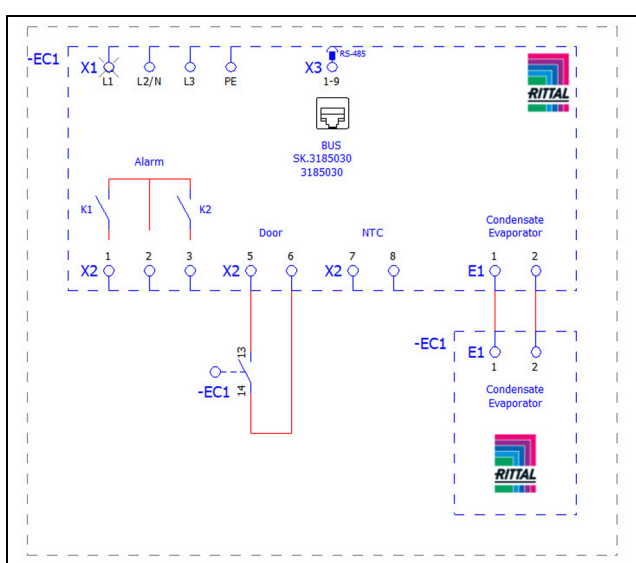 -EC1
X1
L1
L2/N
L3
PE
X3
RS-485
1-9
RITTAL
BUS
SK.3185030
3185030
Alarm
K1
K2
Door
NTC
Condensate
Evaporator
X2
1
2
3
X2
5
6
X2
7
8
E1
1
2
-EC1
13
14
-EC1
E1
1
2
Condensate
Evaporator
RITTAL